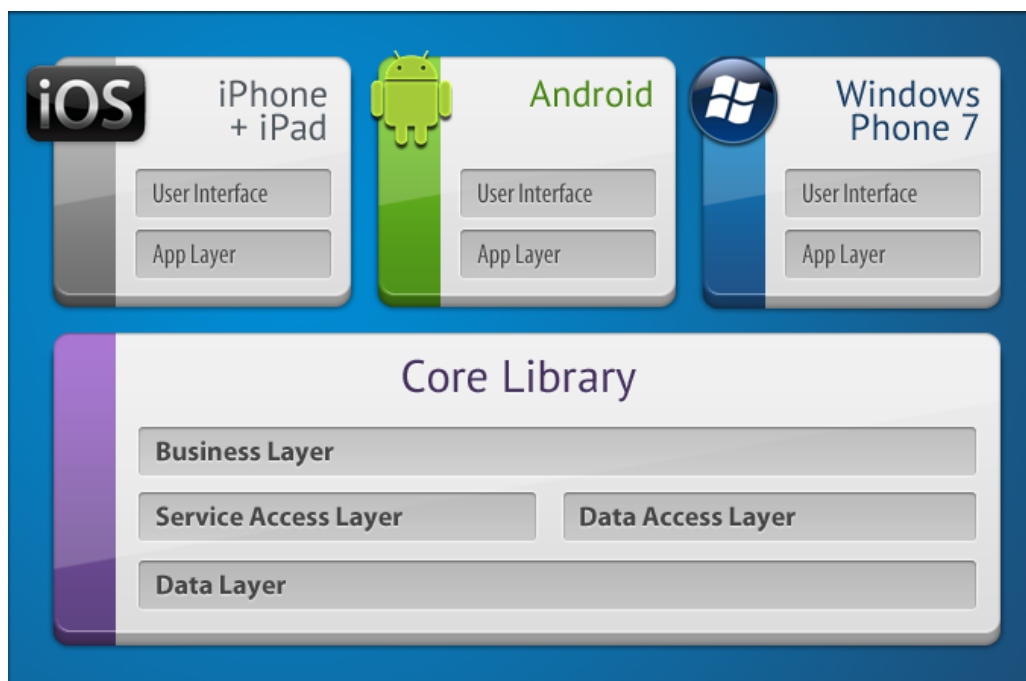 iOS
iPhone
+ iPad
User Interface
App Layer
Android
User Interface
App Layer
Windows
Phone 7
User Interface
App Layer
Core Library
Business Layer
Service Access Layer
Data Access Layer
Data Layer